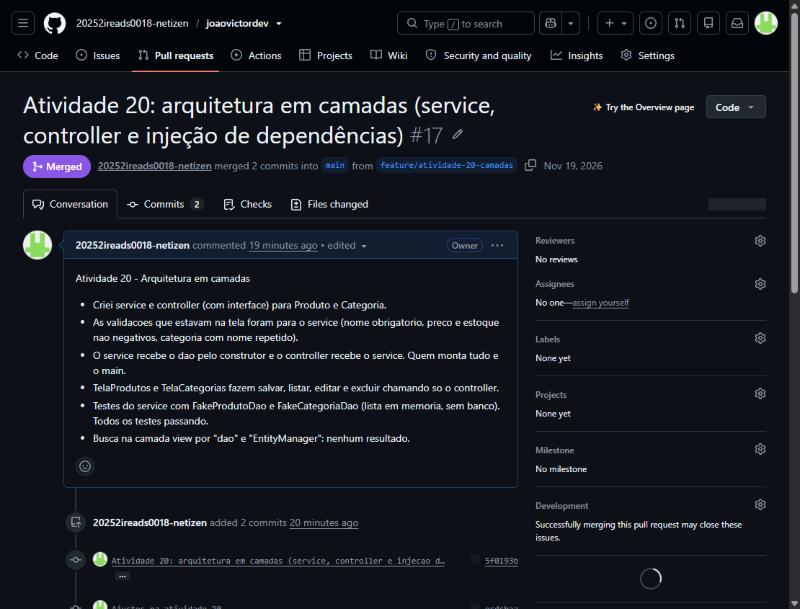 20252ireads0018-netizen / joaovictordev
Type / to search
Code
Issues
Pull requests
Actions
Projects
Wiki
Security and quality
Insights
Settings
Atividade 20: arquitetura em camadas (service,
controller e injeção de dependências) #17
Try the Overview page
Code
Merged
20252ireads0018-netizen merged 2 commits into main from feature/atividade-20-camadas Nov 19, 2026
Conversation
Commits 2
Checks
Files changed
20252ireads0018-netizen commented 19 minutes ago • edited
Owner
Atividade 20 - Arquitetura em camadas
• Criei service e controller (com interface) para Produto e Categoria.
• As validacoes que estavam na tela foram para o service (nome obrigatorio, preco e estoque
nao negativos, categoria com nome repetido).
• O service recebe o dao pelo construtor e o controller recebe o service. Quem monta tudo e
o main.
• TelaProdutos e TelaCategorias fazem salvar, listar, editar e excluir chamando so o controller.
• Testes do service com FakeProdutoDao e FakeCategoriaDao (lista em memoria, sem banco).
Todos os testes passando.
• Busca na camada view por "dao" e "EntityManager": nenhum resultado.
20252ireads0018-netizen added 2 commits 20 minutes ago
Atividade 20: arquitetura em camadas (service, controller e injecao d…
5f0193b
...
Ajustes na atividade 20
Reviewers
No reviews
Assignees
No one—assign yourself
Labels
None yet
Projects
None yet
Milestone
No milestone
Development
Successfully merging this pull request may close these
issues.